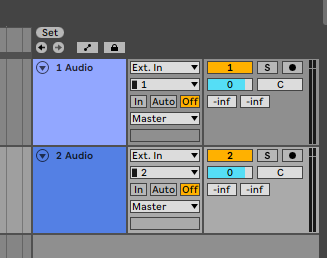 Set
1 Audio Ext. In 1 S
1 0 C
In Auto Off -inf -inf
Master
2 Audio Ext. In 2 S
2 0 C
In Auto Off -inf -inf
Master